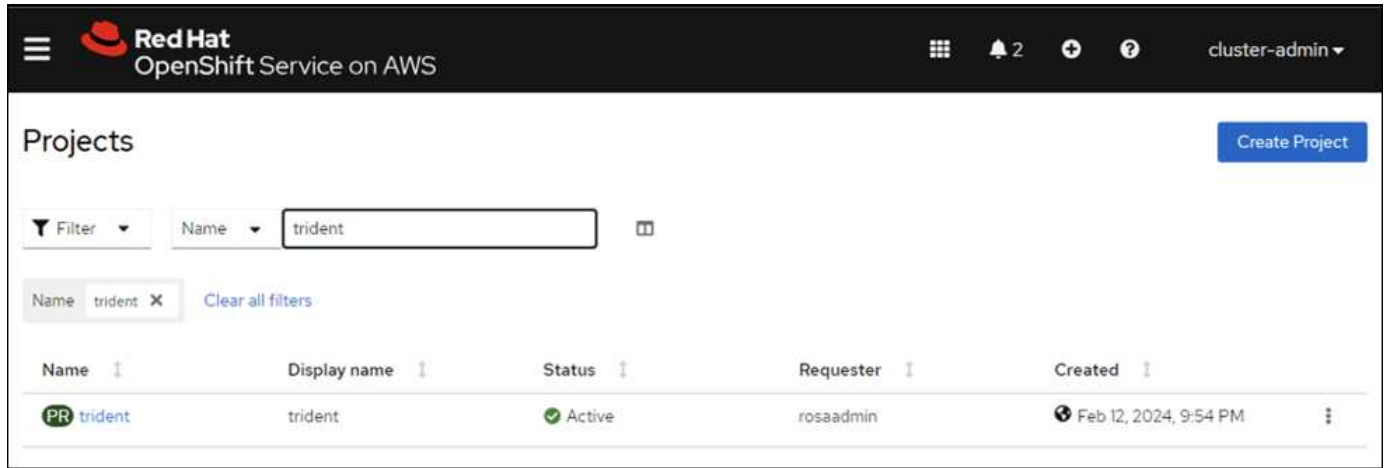 Red Hat
OpenShift Service on AWS
2
cluster-admin
Projects
Create Project
Filter
Name
trident
Name trident
Clear all filters
Name Display name Status Requester Created
PR trident trident Active rosaadmin Feb 12, 2024, 9:54 PM